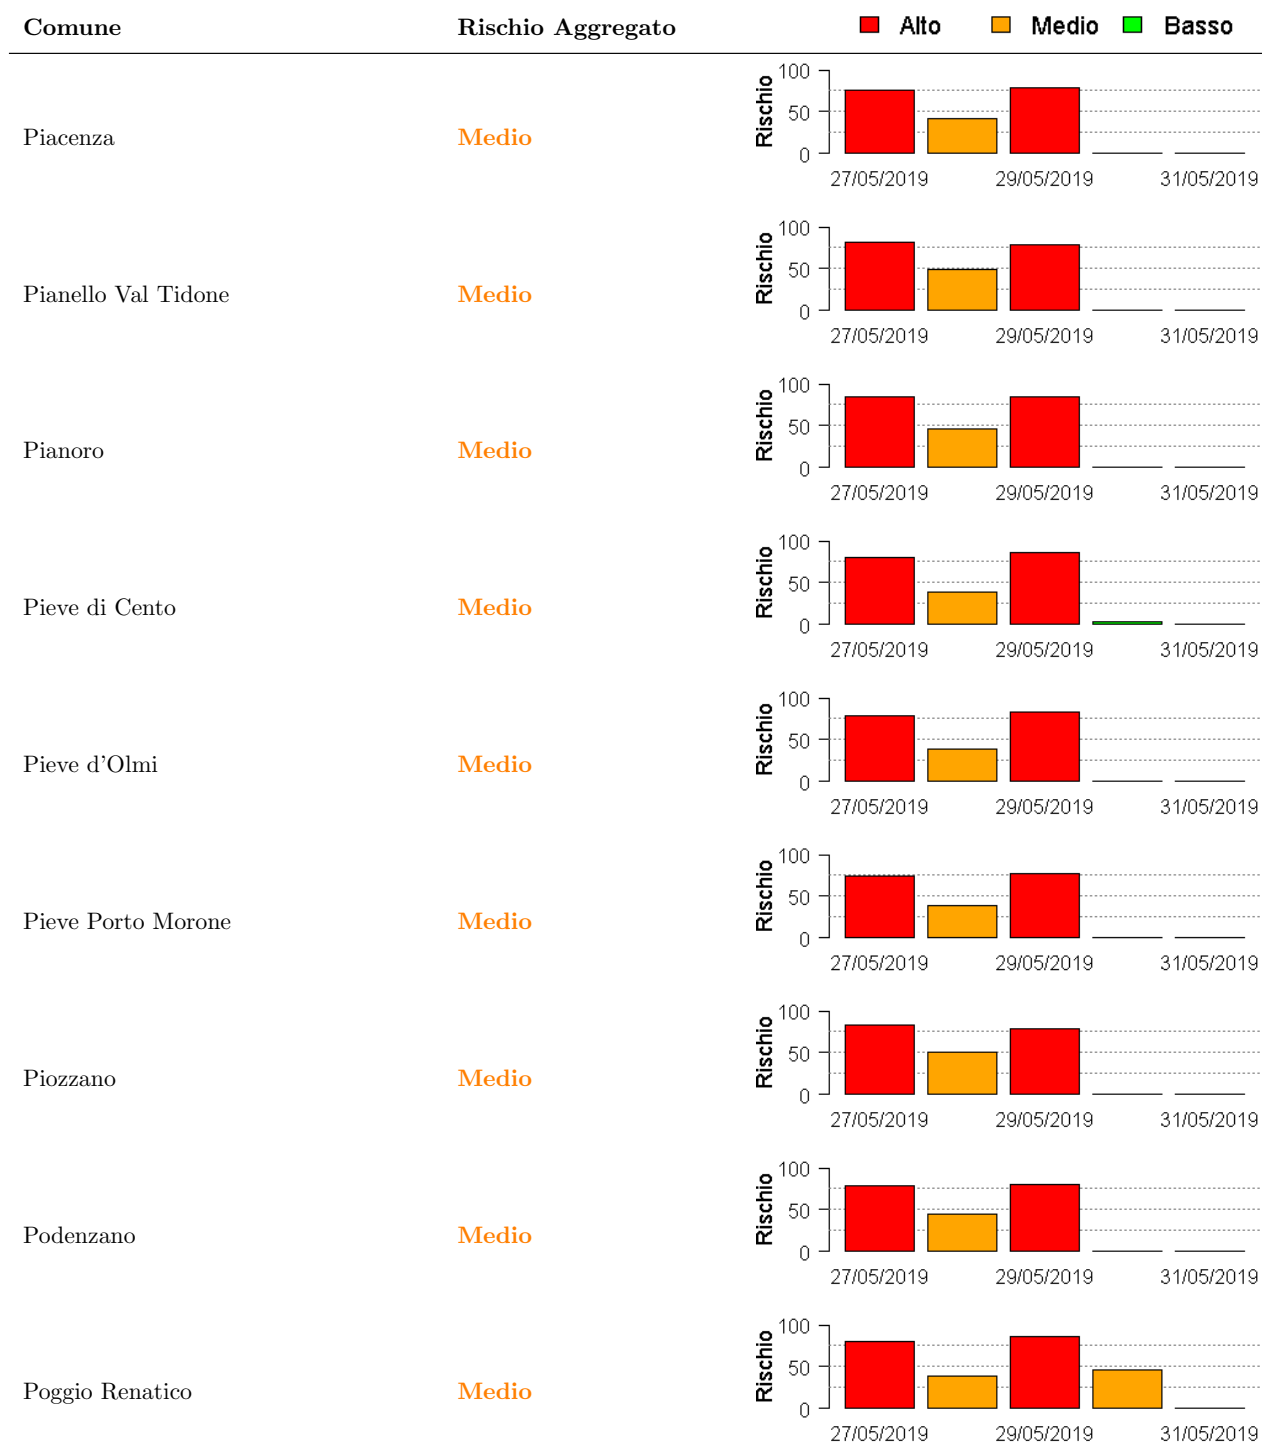 Comune Rischio Aggregato Alto Medio Basso
100
Rischio
50
Piacenza Medio
0
27/05/2019 29/05/2019 31/05/2019
100
Rischio
50
Pianello Val Tidone Medio
0
27/05/2019 29/05/2019 31/05/2019
100
Rischio
50
Pianoro Medio
0
27/05/2019 29/05/2019 31/05/2019
100
Rischio
50
Pieve di Cento Medio
0
27/05/2019 29/05/2019 31/05/2019
100
Rischio
50
Pieve d'Olmi Medio
0
27/05/2019 29/05/2019 31/05/2019
100
Rischio
50
Pieve Porto Morone Medio
0
27/05/2019 29/05/2019 31/05/2019
100
Rischio
50
Piozzano Medio
0
27/05/2019 29/05/2019 31/05/2019
100
Rischio
50
Podenzano Medio
0
27/05/2019 29/05/2019 31/05/2019
100
Rischio
50
Poggio Renatico Medio
0
27/05/2019 29/05/2019 31/05/2019